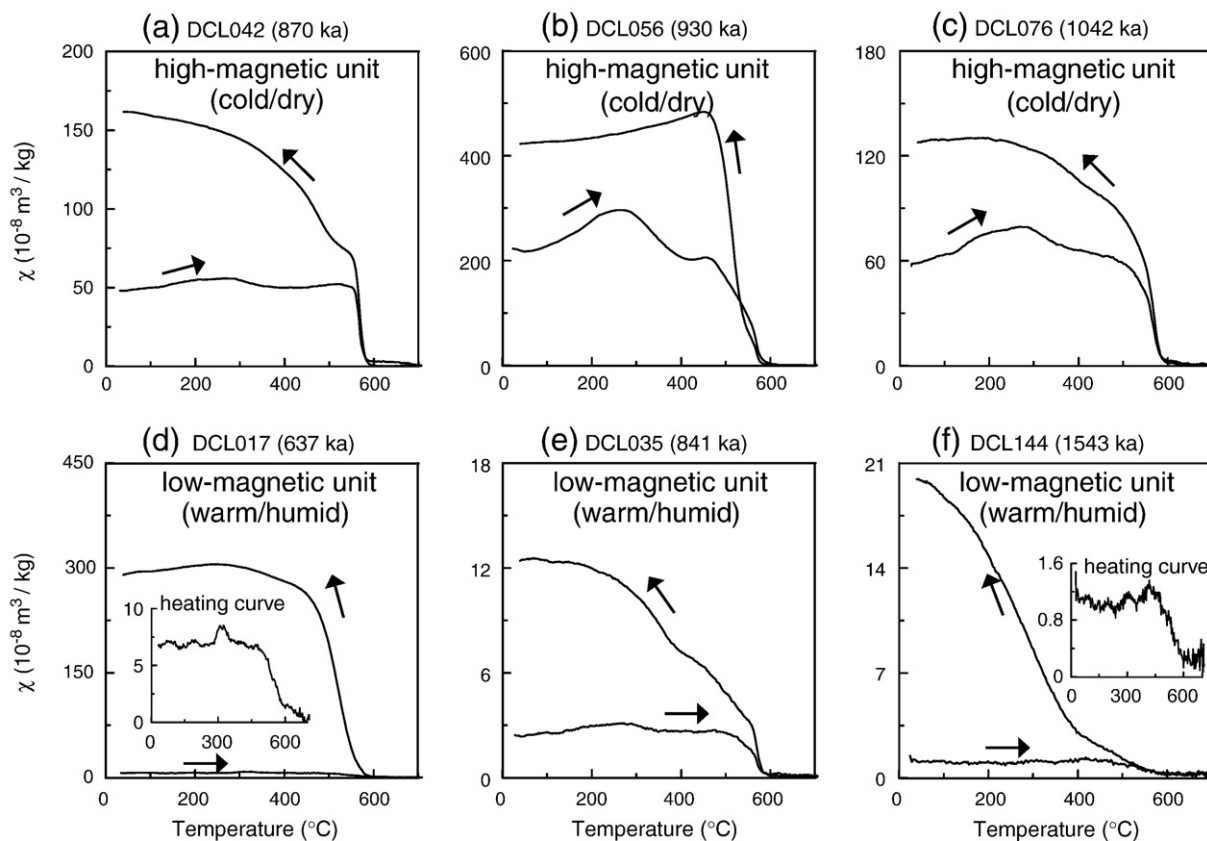 (a) DCL042 (870 ka)
200
150
100
50
0
0 200 400 600
high-magnetic unit
(cold/dry)
χ (10⁻⁸ m³ / kg)
(b) DCL056 (930 ka)
600
400
200
0
0 200 400 600
high-magnetic unit
(cold/dry)
(c) DCL076 (1042 ka)
180
120
60
0
0 200 400 600
high-magnetic unit
(cold/dry)
(d) DCL017 (637 ka)
450
300
150
0
0 200 400 600
low-magnetic unit
(warm/humid)
heating curve
10
5
0
0 300 600
χ (10⁻⁸ m³ / kg)
Temperature (°C)
(e) DCL035 (841 ka)
18
12
6
0
0 200 400 600
low-magnetic unit
(warm/humid)
Temperature (°C)
(f) DCL144 (1543 ka)
21
14
7
0
0 200 400 600
low-magnetic unit
(warm/humid)
1.6
heating curve
1.2
0.8
0.4
0
0 300 600
Temperature (°C)